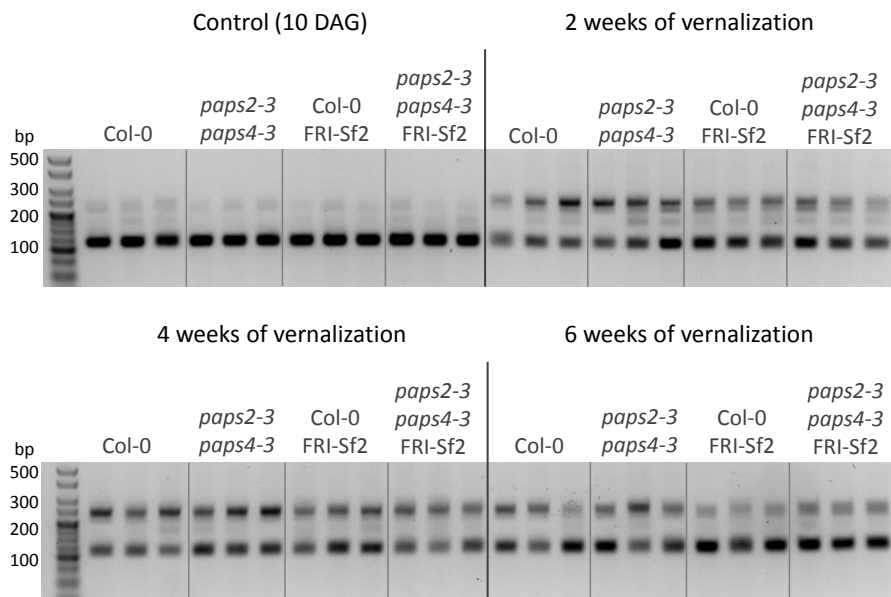 Control (10 DAG)
2 weeks of vernalization
bp
Col-0
paps2-3
paps4-3
Col-0
FRI-Sf2
paps2-3
paps4-3
FRI-Sf2
Col-0
paps2-3
paps4-3
Col-0
FRI-Sf2
paps2-3
paps4-3
FRI-Sf2
500
300
200
100
4 weeks of vernalization
6 weeks of vernalization
bp
Col-0
paps2-3
paps4-3
Col-0
FRI-Sf2
paps2-3
paps4-3
FRI-Sf2
Col-0
paps2-3
paps4-3
Col-0
FRI-Sf2
paps2-3
paps4-3
FRI-Sf2
500
300
200
100